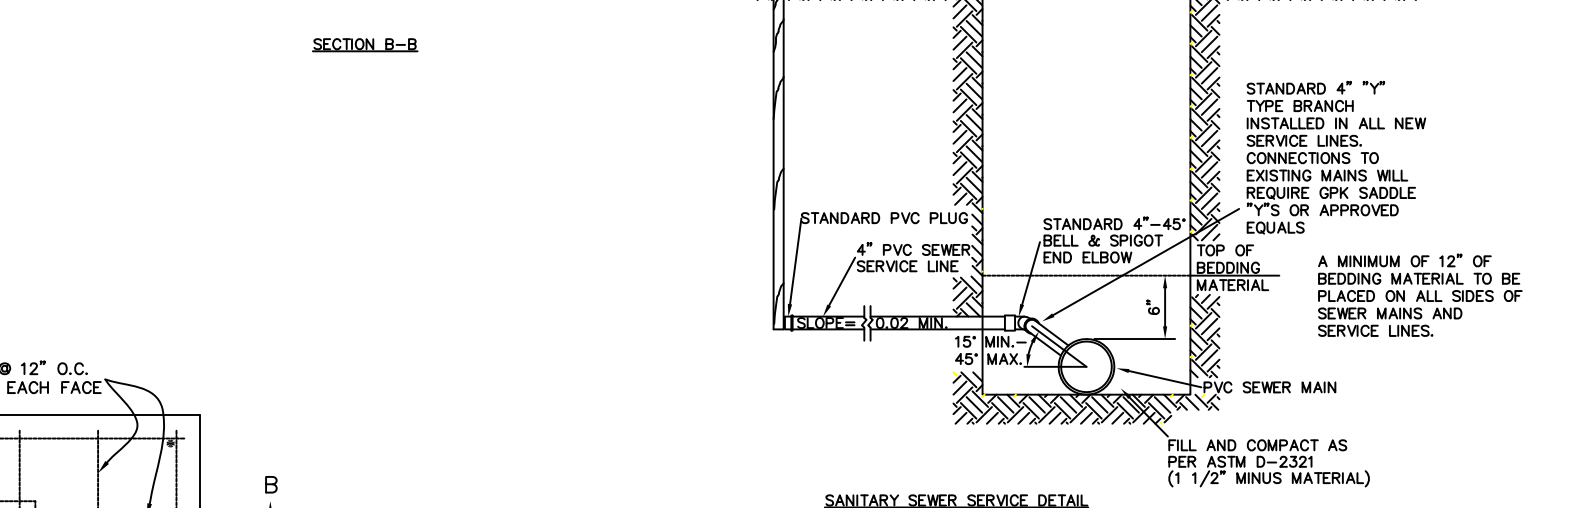 SECTION B-B
STANDARD 4" "Y"
TYPE BRANCH
INSTALLED IN ALL NEW
SERVICE LINES.
CONNECTIONS TO
EXISTING MAINS WILL
REQUIRE GPK SADDLE
"Y"S OR APPROVED
EQUALS
STANDARD PVC PLUG
4" PVC SEWER
SERVICE LINE
STANDARD 4"-45°
BELL & SPIGOT
END ELBOW
TOP OF
BEDDING
MATERIAL
A MINIMUM OF 12" OF
BEDDING MATERIAL TO BE
PLACED ON ALL SIDES OF
SEWER MAINS AND
SERVICE LINES.
6"
SLOPE= 0.02 MIN.
15° MIN.-
45° MAX.
PVC SEWER MAIN
@ 12" O.C.
EACH FACE
FILL AND COMPACT AS
PER ASTM D-2321
(1 1/2" MINUS MATERIAL)
B
SANITARY SEWER SERVICE DETAIL